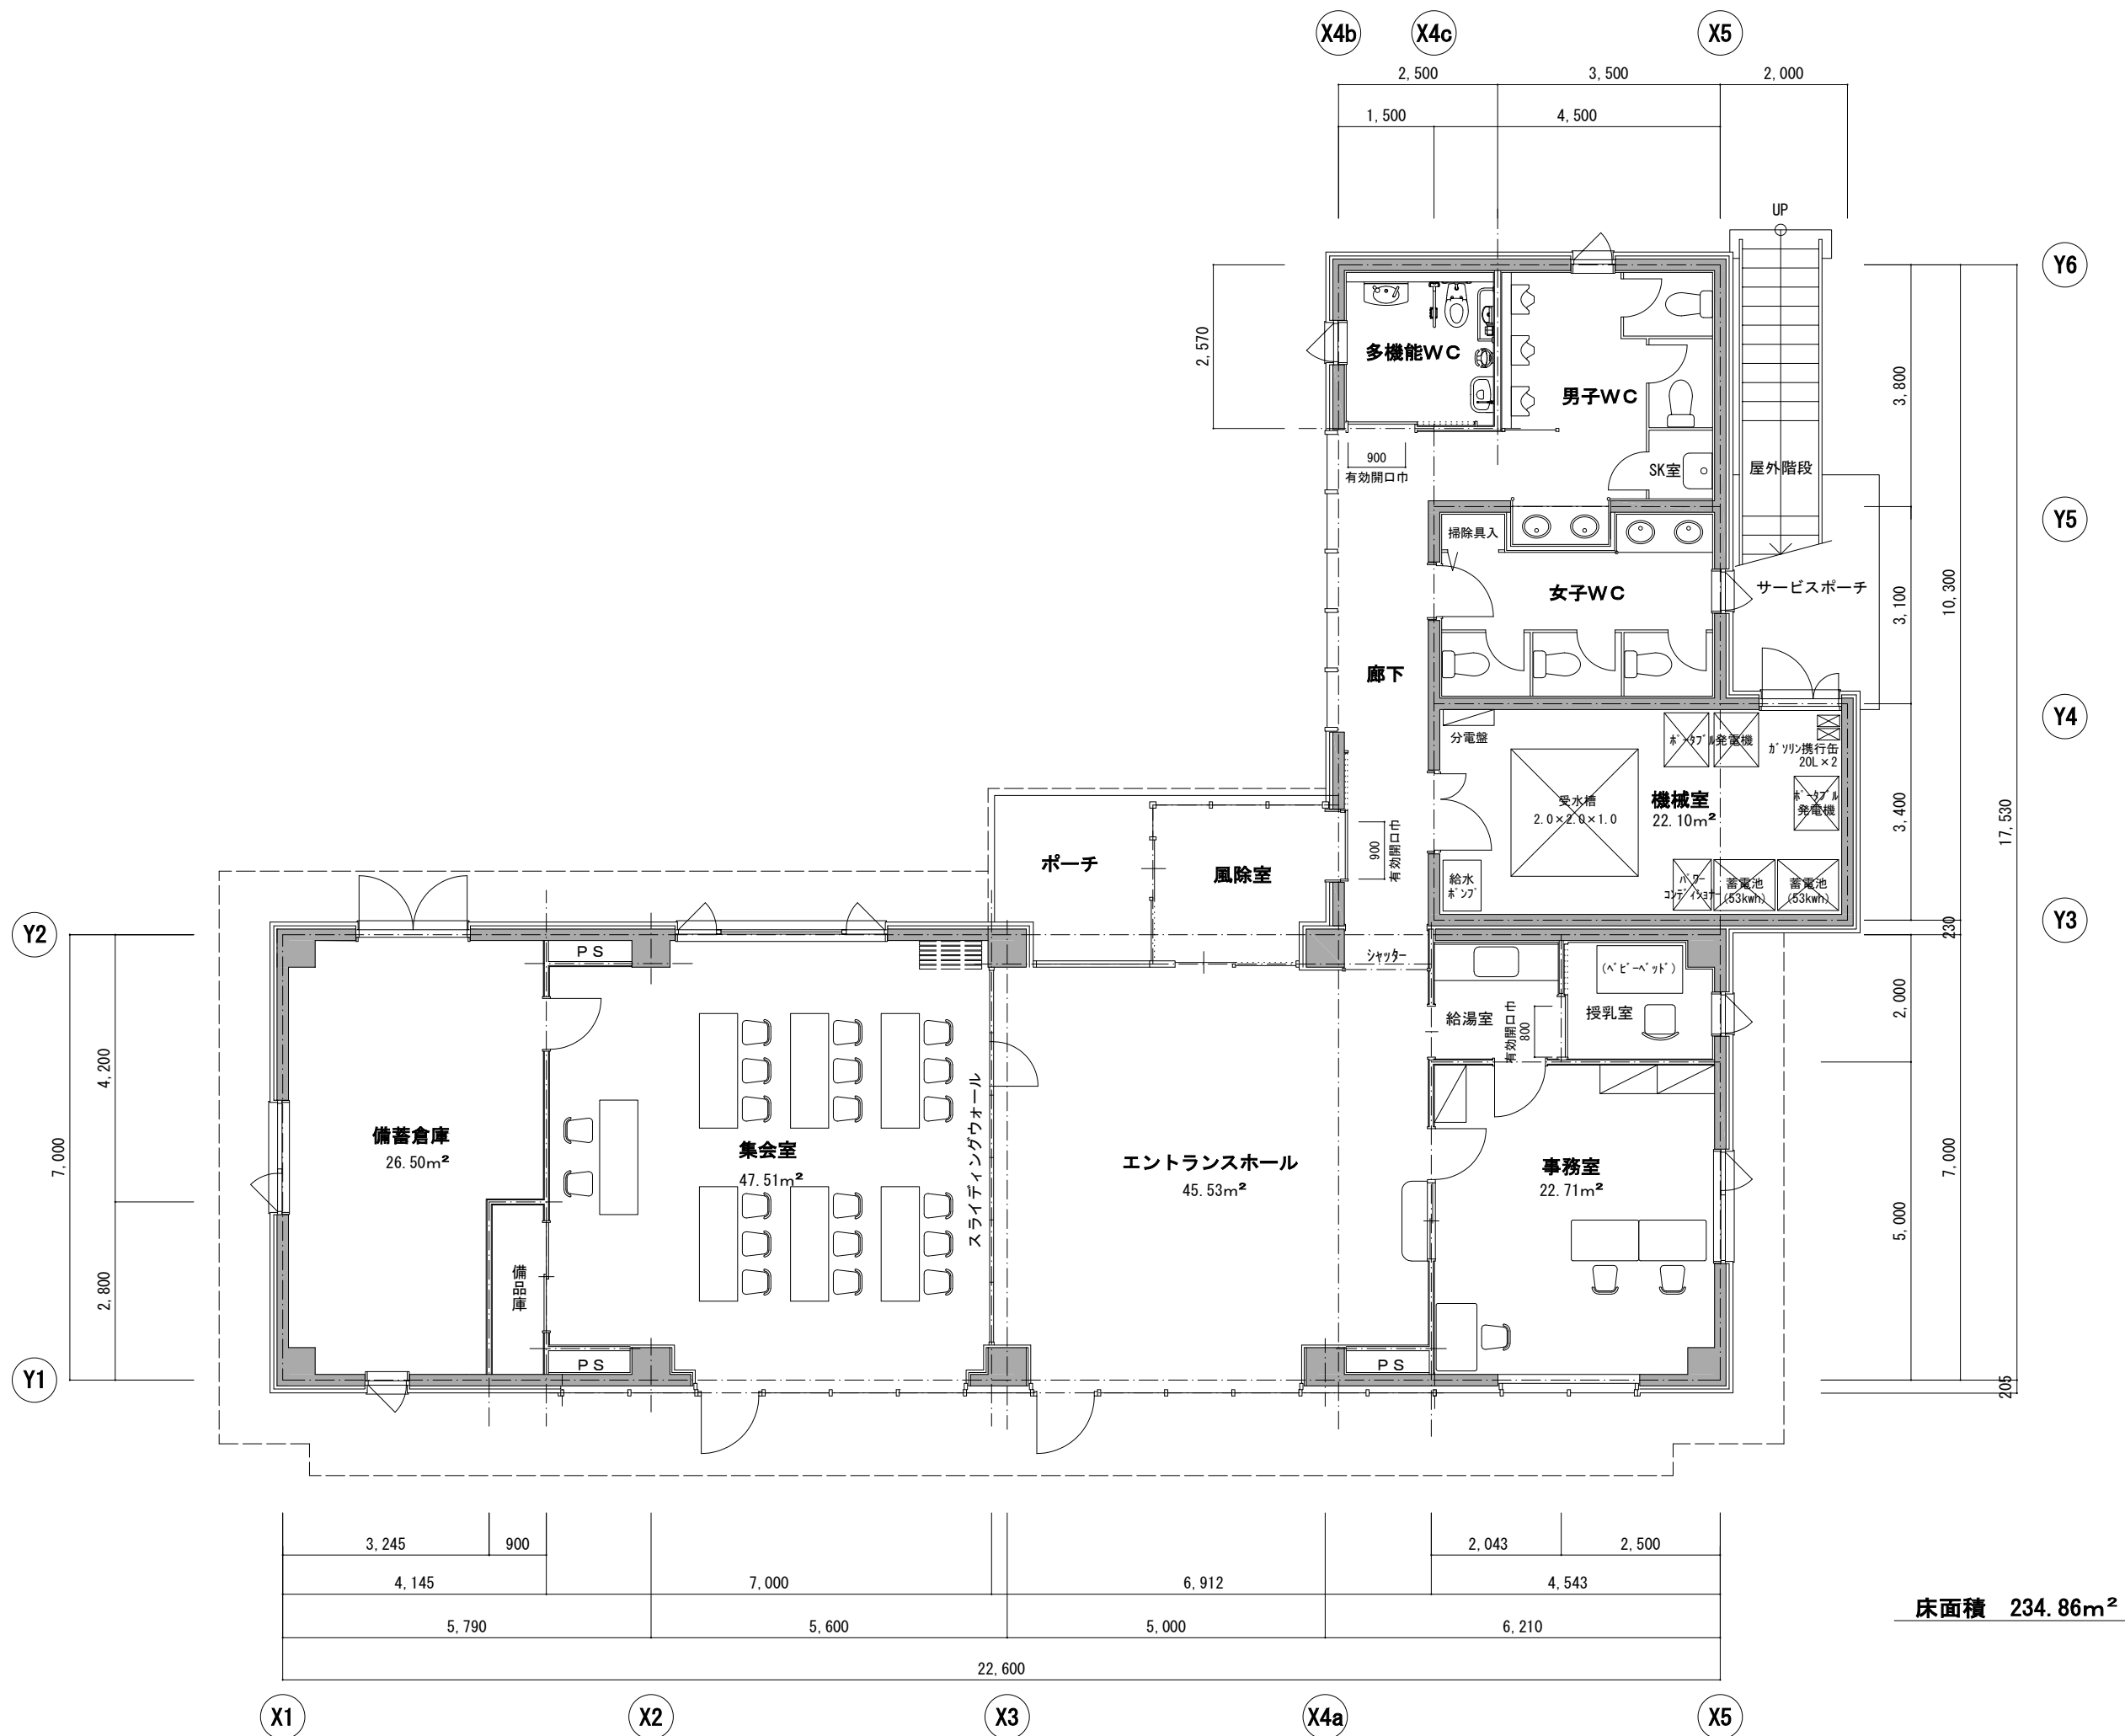 X4b
X4c
X5
2,500
3,500
2,000
1,500
4,500
UP
Y6
2,570
多機能WC
男子WC
3,800
900
有効開口巾
SK室
屋外階段
Y5
掃除具入
女子WC
サービスポーチ
3,100
10,300
廊下
Y4
分電盤
ポータブル発電機
ガソリン携行缶
20L×2
受水槽
2.0×2.0×1.0
機械室
22.10m²
ポータブル
発電機
3,400
17,530
ポーチ
風除室
900
有効開口巾
給水
ポンプ
パワー
コンディショナー
蓄電池
(53kwh)
蓄電池
(53kwh)
Y2
Y3
230
PS
シャッター
(ベビーベッド)
給湯室
有効開口巾
800
授乳室
2,000
4,200
7,000
備蓄倉庫
26.50m²
集会室
47.51m²
スライディングウォール
エントランスホール
45.53m²
事務室
22.71m²
7,000
5,000
2,800
備品庫
PS
PS
Y1
205
3,245
900
2,043
2,500
4,145
7,000
6,912
4,543
5,790
5,600
5,000
6,210
22,600
床面積 234.86m²
X1
X2
X3
X4a
X5